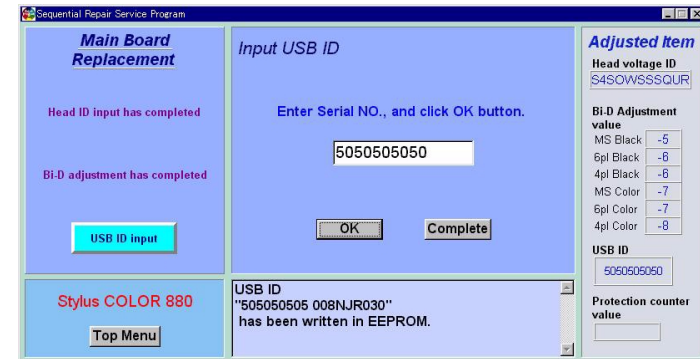 Sequential Repair Service Program
Main Board
Replacement
Head ID input has completed
Bi-D adjustment has completed
USB ID input
Stylus COLOR 880
Top Menu
Input USB ID
Enter Serial NO., and click OK button.
5050505050
OK
Complete
USB ID
"505050505 008NJR030"
has been written in EEPROM.
Adjusted Item
Head voltage ID
S4SOWSSSQUR
Bi-D Adjustment
value
MS Black -5
6pl Black -6
4pl Black -6
MS Color -7
6pl Color -7
4pl Color -8
USB ID
5050505050
Protection counter
value